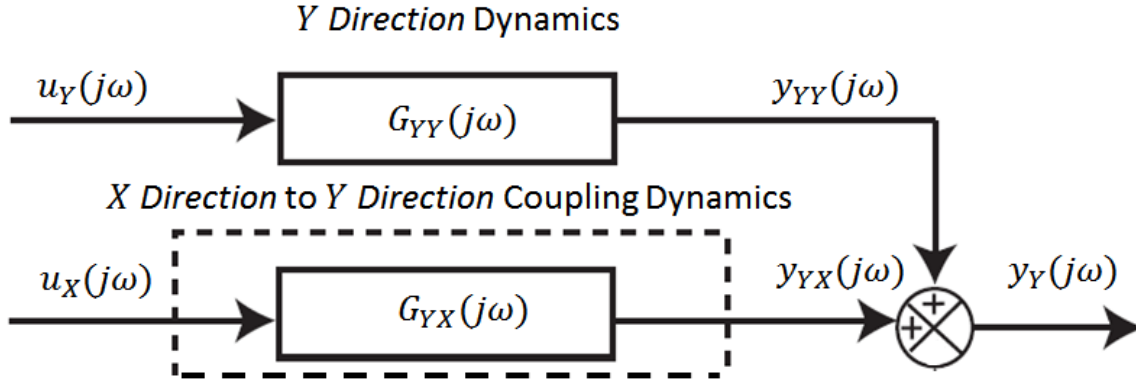 Y Direction Dynamics
u_Y(jω)
G_YY(jω)
y_YY(jω)
X Direction to Y Direction Coupling Dynamics
u_X(jω)
G_YX(jω)
y_YX(jω)
y_Y(jω)
+
+